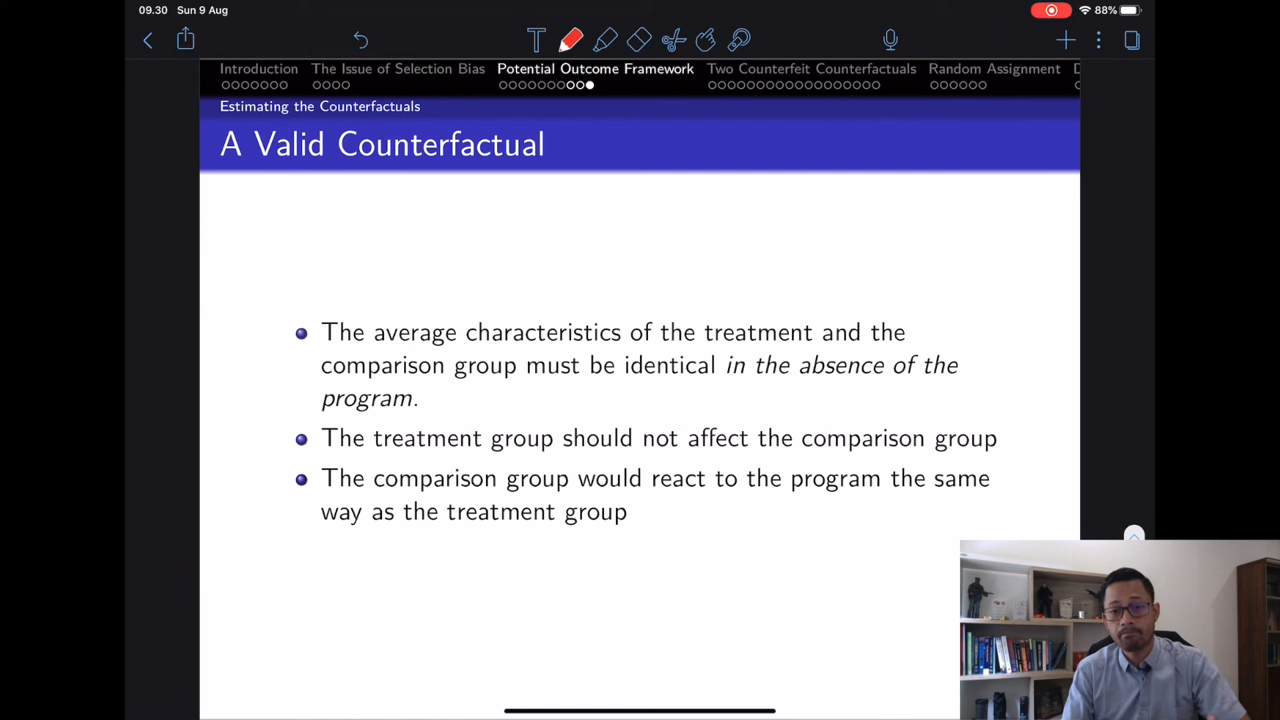 09.30 Sun 9 Aug 88%
Introduction The Issue of Selection Bias Potential Outcome Framework Two Counterfeit Counterfactuals Random Assignment D
Estimating the Counterfactuals
A Valid Counterfactual
The average characteristics of the treatment and the
comparison group must be identical in the absence of the
program.
The treatment group should not affect the comparison group
The comparison group would react to the program the same
way as the treatment group